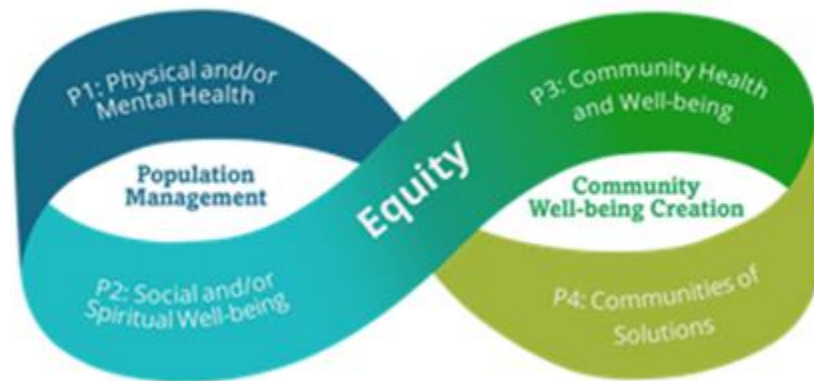 P1: Physical and/or
Mental Health
Population
Management
P2: Social and/or
Spiritual Well-being
Equity
P3: Community Health
and Well-being
Community
Well-being Creation
P4: Communities of
Solutions